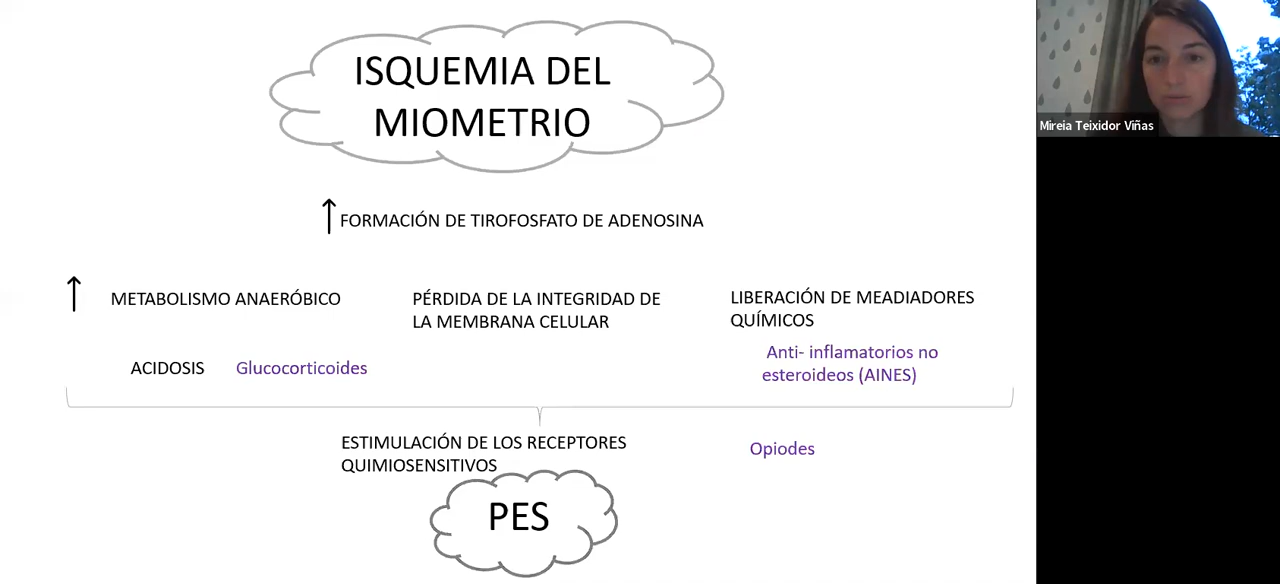 ISQUEMIA DEL
MIOMETRIO
Mireia Teixidor Viñas
FORMACIÓN DE TIROFOSFATO DE ADENOSINA
METABOLISMO ANAERÓBICO
PÉRDIDA DE LA INTEGRIDAD DE
LA MEMBRANA CELULAR
LIBERACIÓN DE MEADIADORES
QUÍMICOS
Anti- inflamatorios no
esteroideos (AINES)
ACIDOSIS
Glucocorticoides
ESTIMULACIÓN DE LOS RECEPTORES
QUIMIOSENSITIVOS
Opiodes
PES